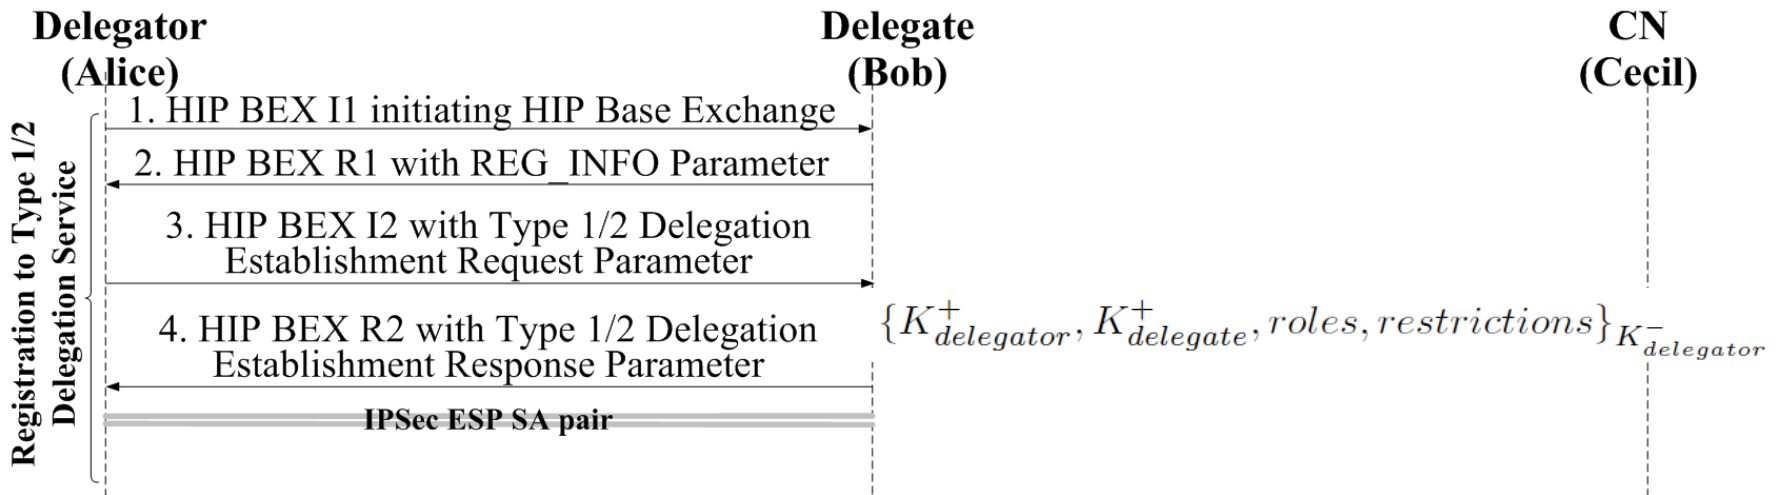 Delegator
(Alice)
Delegate
(Bob)
CN
(Cecil)
Registration to Type 1/2
Delegation Service
1. HIP BEX I1 initiating HIP Base Exchange
2. HIP BEX R1 with REG_INFO Parameter
3. HIP BEX I2 with Type 1/2 Delegation
Establishment Request Parameter
4. HIP BEX R2 with Type 1/2 Delegation
Establishment Response Parameter
{K^+_{delegator}, K^+_{delegate}, roles, restrictions}_{K^-_{delegator}}
IPSec ESP SA pair